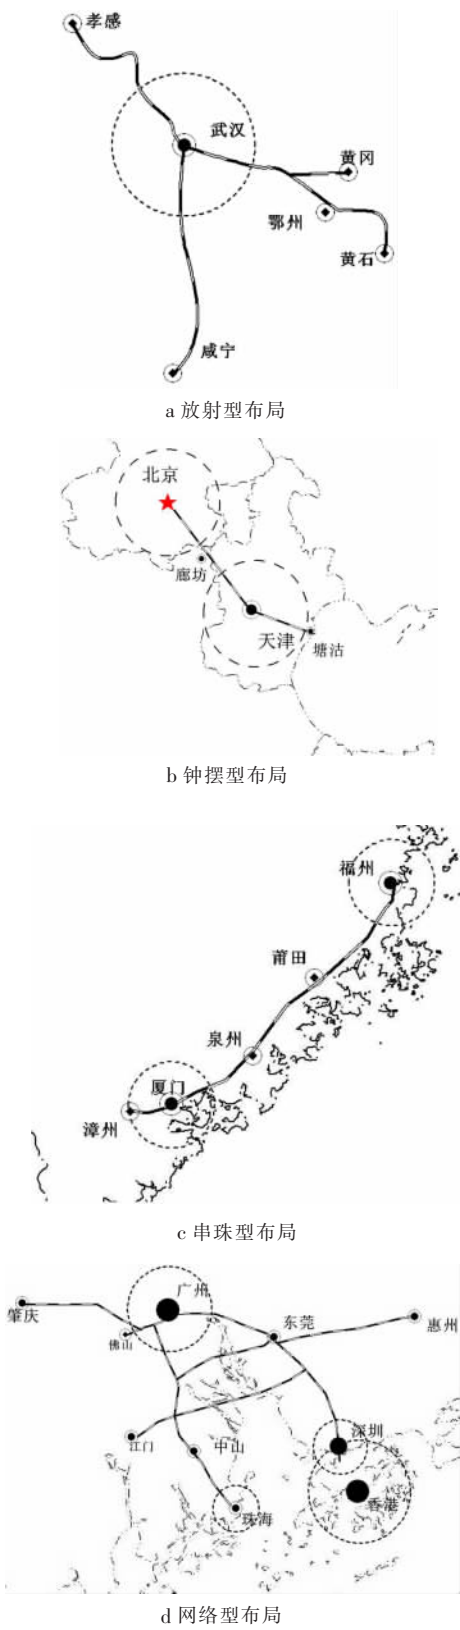 孝感
武汉
黄冈
鄂州
黄石
咸宁
a 放射型布局
北京
廊坊
天津
塘沽
b 钟摆型布局
福州
莆田
泉州
厦门
漳州
c 串珠型布局
广州
肇庆
东莞
惠州
佛山
深圳
江门
中山
香港
珠海
d 网络型布局